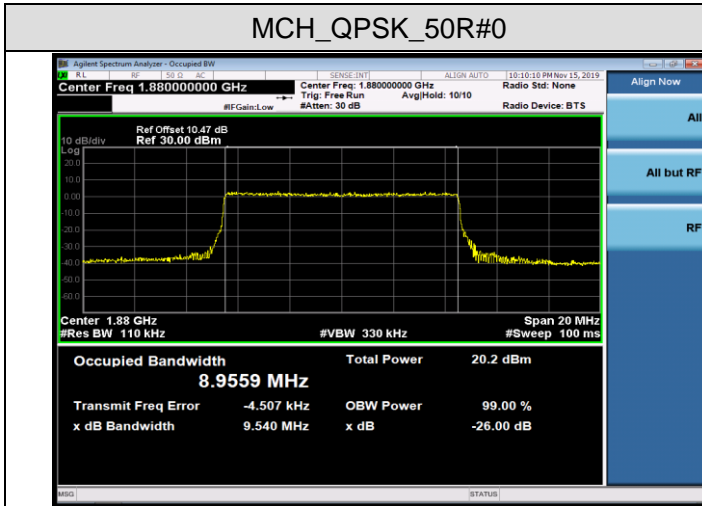 MCH_QPSK_50R#0
Agilent Spectrum Analyzer - Occupied BW
RL RF 50 Ω AC SENSE:INT ALIGN AUTO 10:10:10 PM Nov 15, 2019
Center Freq 1.880000000 GHz
Center Freq: 1.880000000 GHz
Radio Std: None
Trig: Free Run Avg|Hold: 10/10
#IFGain:Low
#Atten: 30 dB
Radio Device: BTS
Align Now
All
All but RF
RF
Ref Offset 10.47 dB
10 dB/div Ref 30.00 dBm
Log
20.0
10.0
0.00
-10.0
-20.0
-30.0
-40.0
-50.0
-60.0
Center 1.88 GHz Span 20 MHz
#Res BW 110 kHz #VBW 330 kHz #Sweep 100 ms
Occupied Bandwidth Total Power 20.2 dBm
8.9559 MHz
Transmit Freq Error -4.507 kHz OBW Power 99.00 %
x dB Bandwidth 9.540 MHz x dB -26.00 dB
MSG STATUS